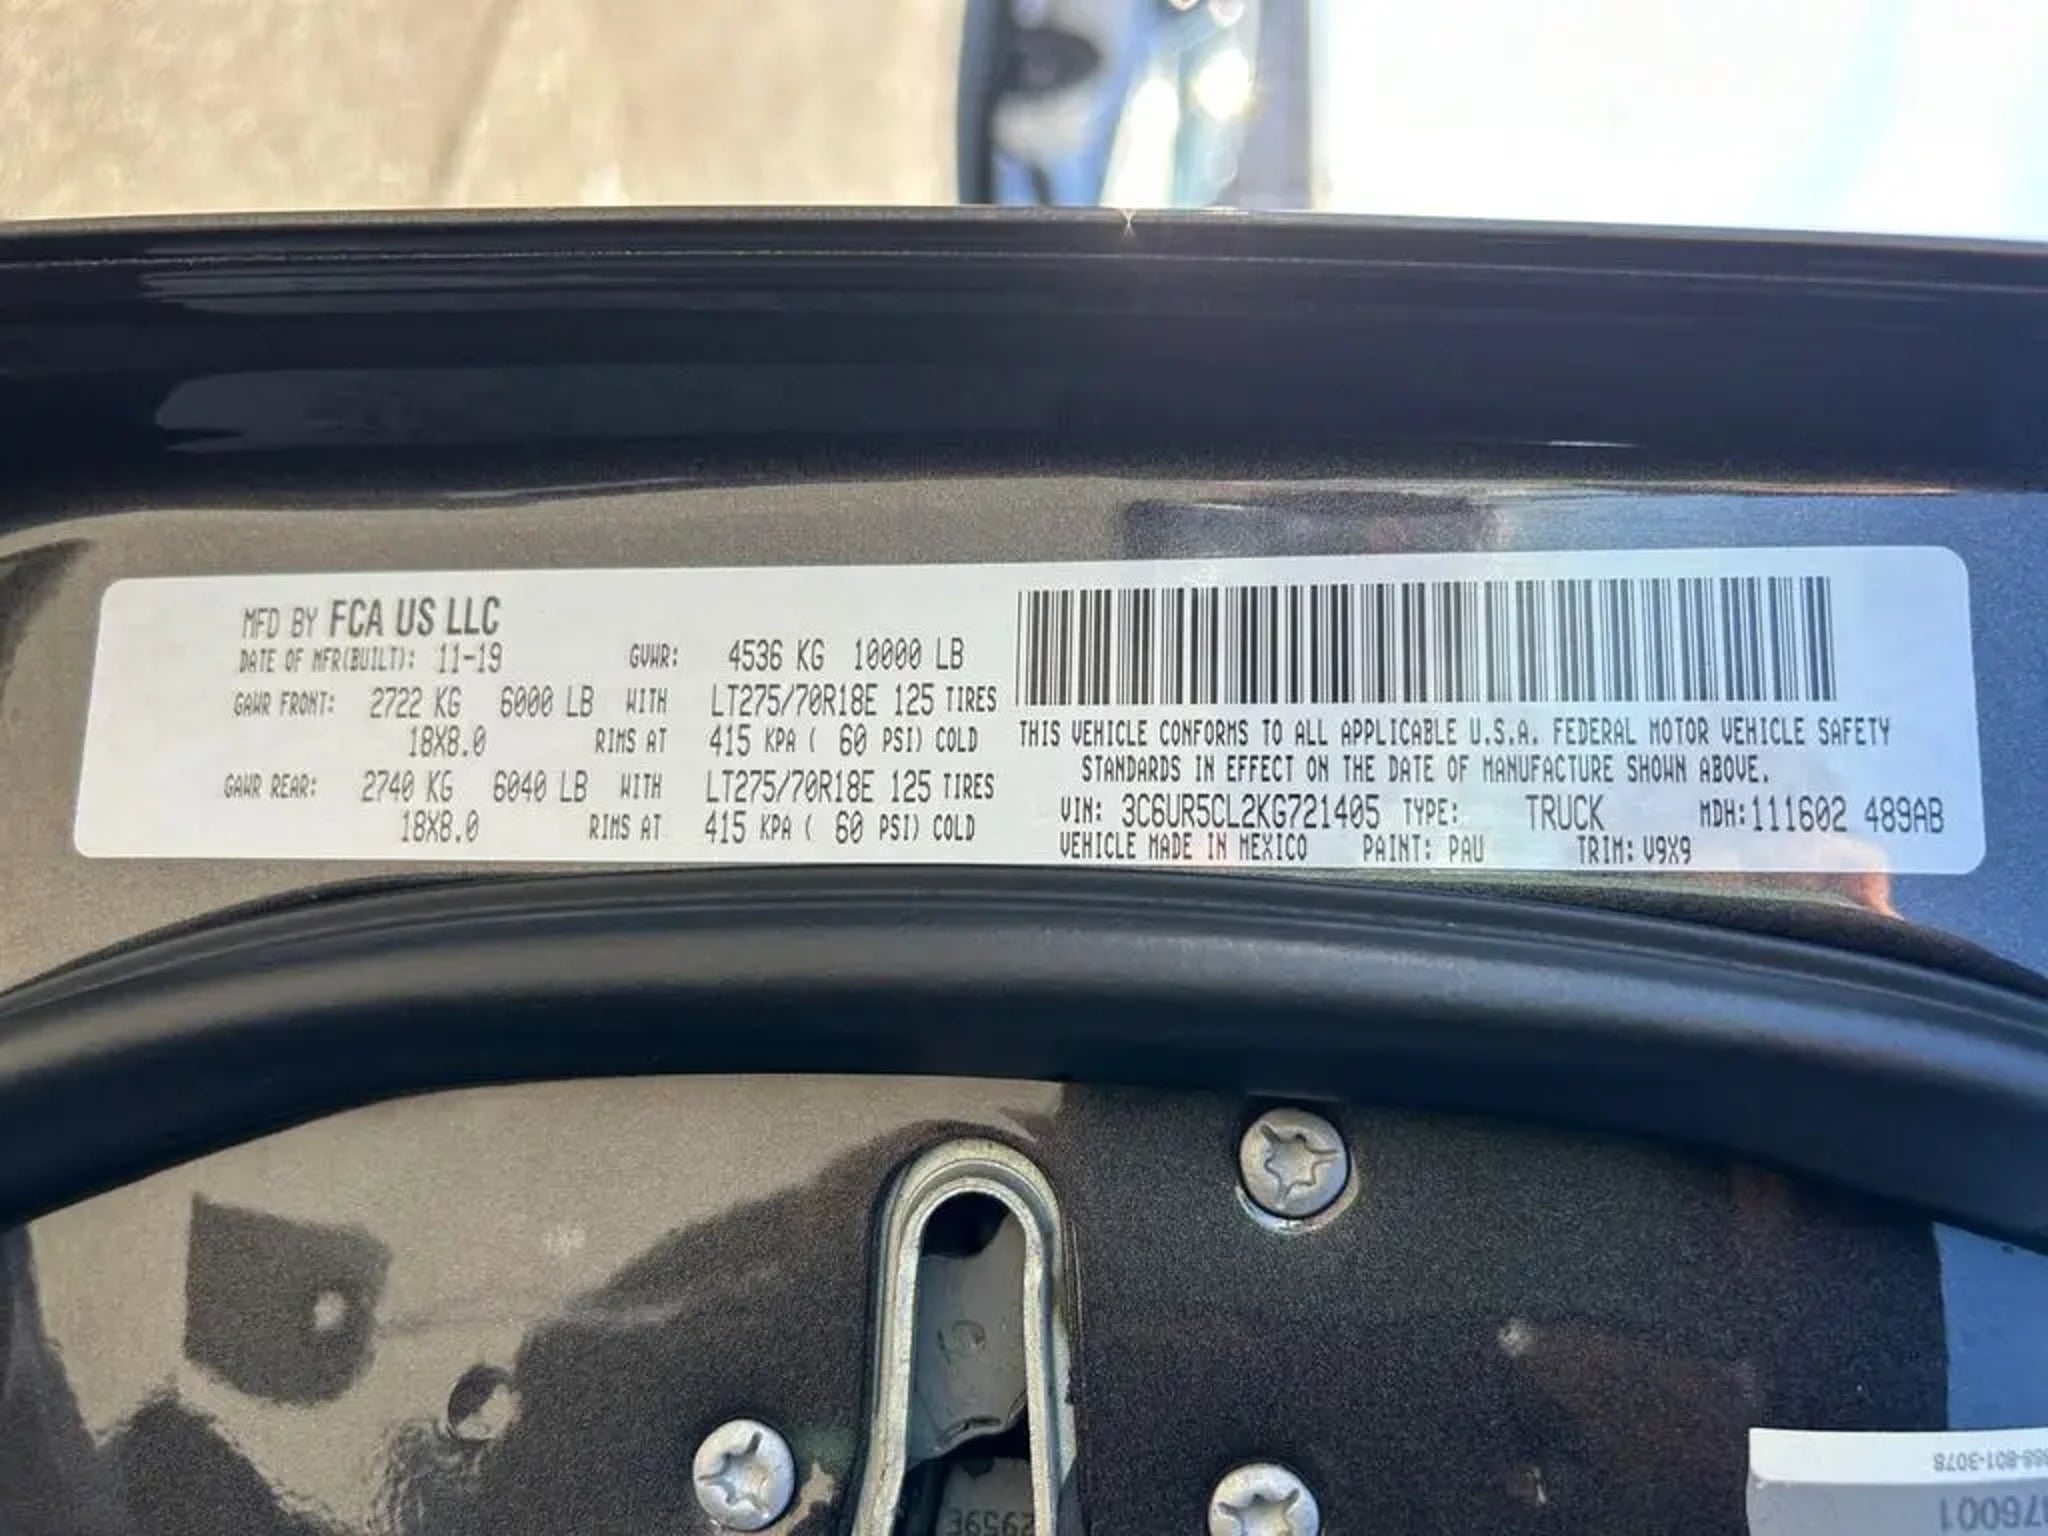 MFD BY FCA US LLC
DATE OF MFR(BUILT): 11-19 GVWR: 4536 KG 10000 LB
GAWR FRONT: 2722 KG 6000 LB WITH LT275/70R18E 125 TIRES
18X8.0 RIMS AT 415 KPA ( 60 PSI) COLD
GAWR REAR: 2740 KG 6040 LB WITH LT275/70R18E 125 TIRES
18X8.0 RIMS AT 415 KPA ( 60 PSI) COLD
THIS VEHICLE CONFORMS TO ALL APPLICABLE U.S.A. FEDERAL MOTOR VEHICLE SAFETY
STANDARDS IN EFFECT ON THE DATE OF MANUFACTURE SHOWN ABOVE.
VIN: 3C6UR5CL2KG721405 TYPE: TRUCK MDH:111602 489AB
VEHICLE MADE IN MEXICO PAINT: PAU TRIM: V9X9
801-3078
76001